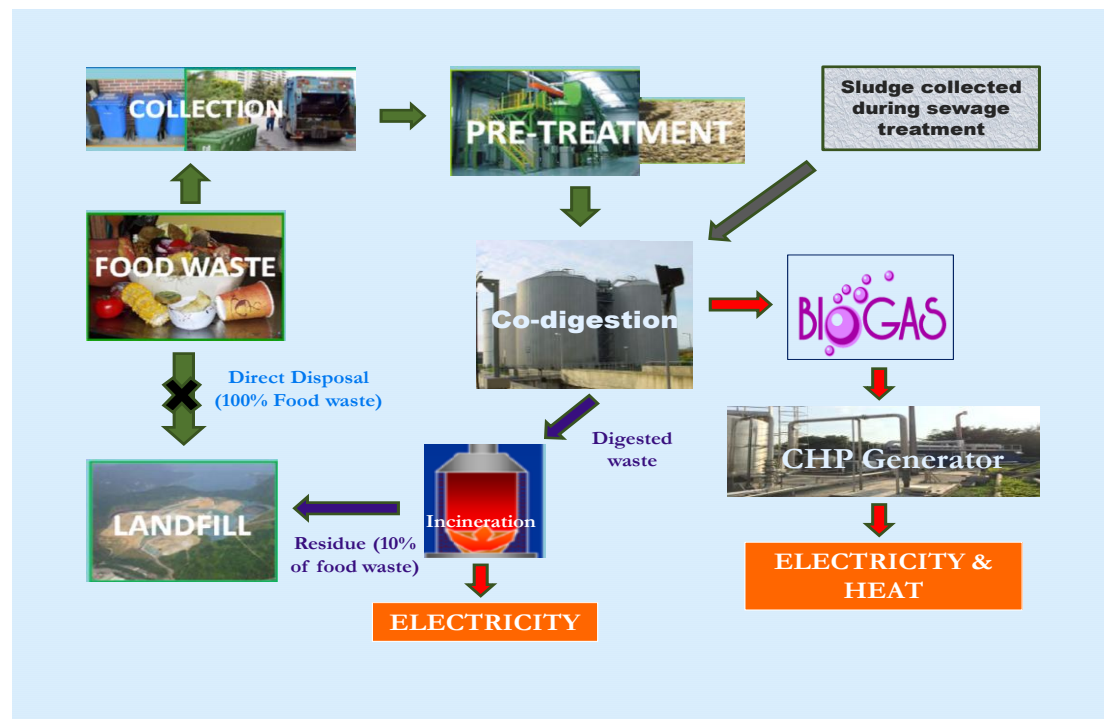 COLLECTION
PRE-TREATMENT
Sludge collected
during sewage
treatment
FOOD WASTE
Co-digestion
BIOGAS
Direct Disposal
(100% Food waste)
Digested
waste
CHP Generator
LANDFILL
Incineration
Residue (10%
of food waste)
ELECTRICITY &
HEAT
ELECTRICITY